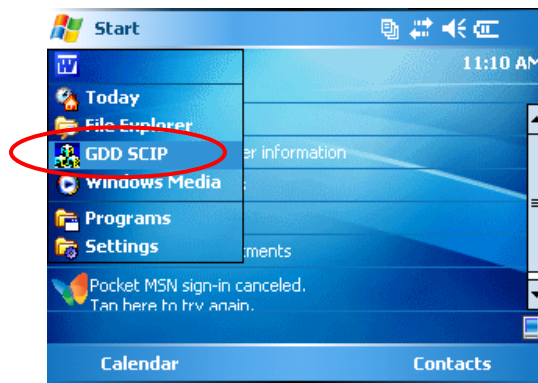 Start
11:10 AM
Today
File Explorer
GDD SCIP
er information
Windows Media
Programs
Settings
ments
Pocket MSN sign-in canceled.
Tap here to try again.
Calendar
Contacts